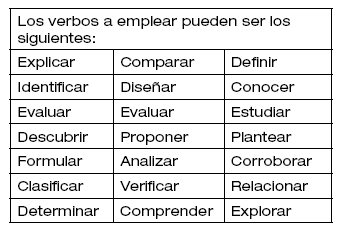 Los verbos a emplear pueden ser los
siguientes:
Explicar Comparar Definir
Identificar Diseñar Conocer
Evaluar Evaluar Estudiar
Descubrir Proponer Plantear
Formular Analizar Corroborar
Clasificar Verificar Relacionar
Determinar Comprender Explorar